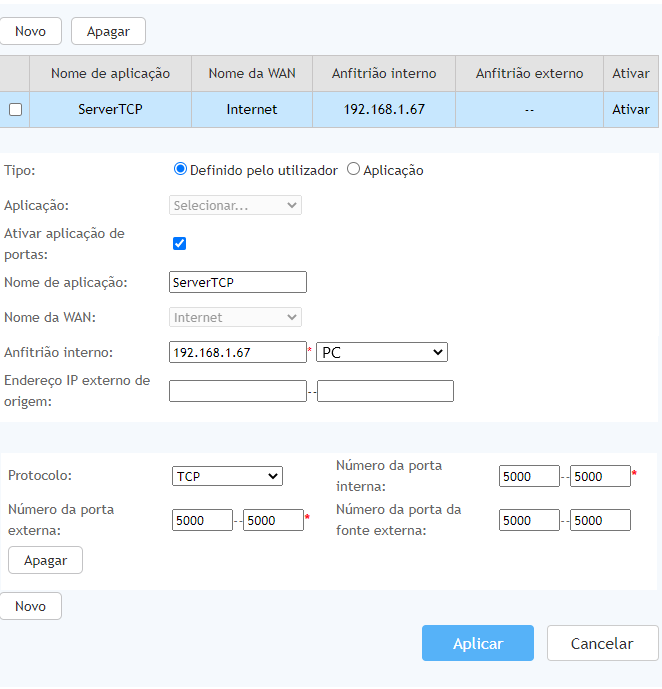 Novo Apagar
Nome de aplicação Nome da WAN Anfitrião interno Anfitrião externo Ativar
ServerTCP Internet 192.168.1.67 -- Ativar
Tipo: Definido pelo utilizador Aplicação
Aplicação: Selecionar...
Ativar aplicação de
portas:
Nome de aplicação: ServerTCP
Nome da WAN: Internet
Anfitrião interno: 192.168.1.67 * PC
Endereço IP externo de
origem: --
Protocolo: TCP
Número da porta
interna: 5000 -- 5000 *
Número da porta
externa: 5000 -- 5000 *
Número da porta da
fonte externa: 5000 -- 5000
Apagar
Novo
Aplicar Cancelar